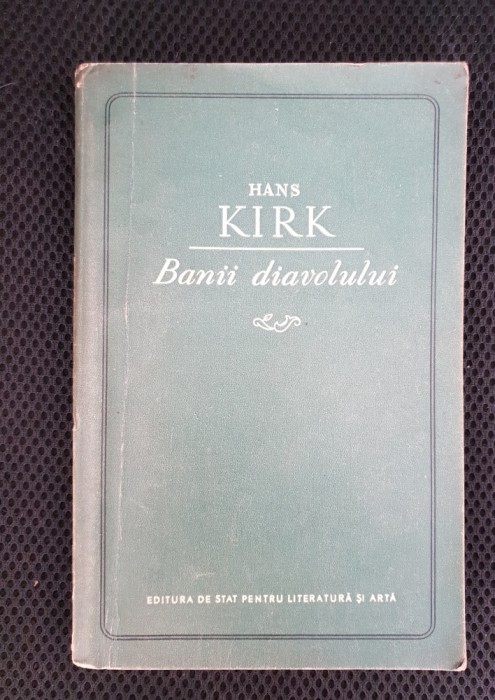 HANS
KIRK
Banii diavolului
EDITURA DE STAT PENTRU LITERATURĂ ȘI ARTĂ